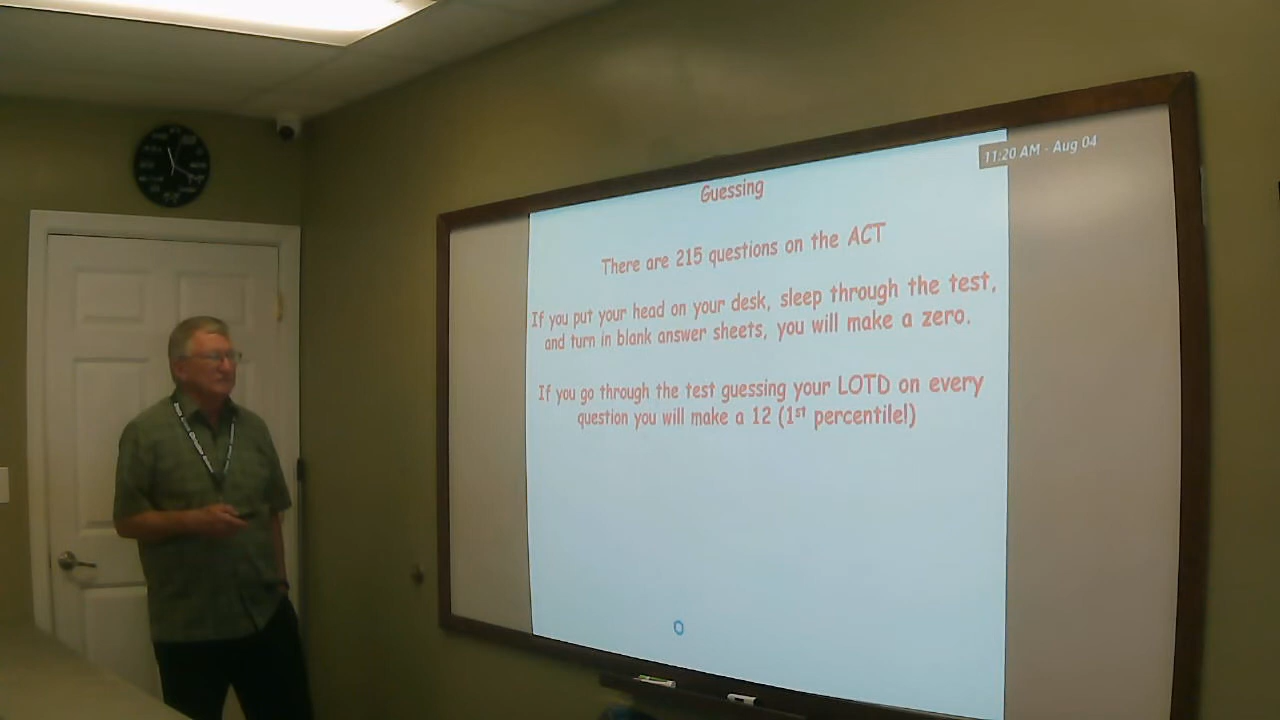 11:20 AM - Aug 04
Guessing
There are 215 questions on the ACT
If you put your head on your desk, sleep through the test,
and turn in blank answer sheets, you will make a zero.
If you go through the test guessing your LOTD on every
question you will make a 12 (1st percentile!)